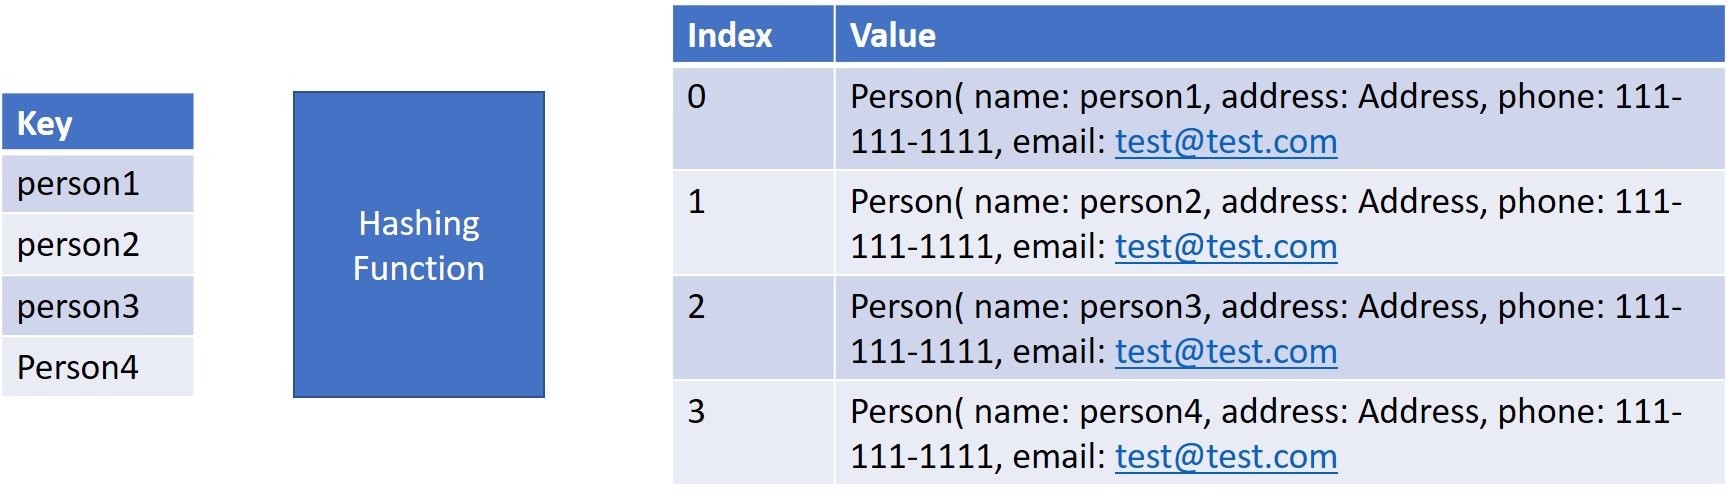 Key
person1
person2
person3
Person4
Hashing
Function
Index Value
0 Person( name: person1, address: Address, phone: 111-
111-1111, email: test@test.com
1 Person( name: person2, address: Address, phone: 111-
111-1111, email: test@test.com
2 Person( name: person3, address: Address, phone: 111-
111-1111, email: test@test.com
3 Person( name: person4, address: Address, phone: 111-
111-1111, email: test@test.com